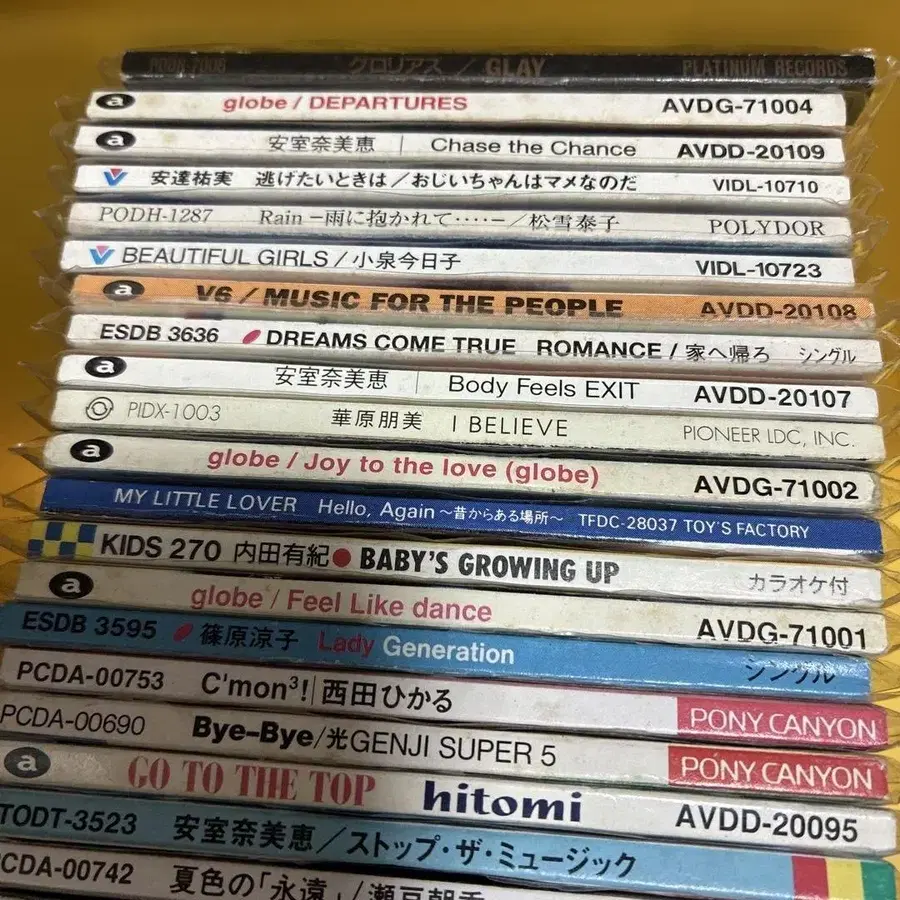 PODH-7006 グロリアス / GLAY PLATINUM RECORDS
a globe / DEPARTURES AVDG-71004
a 安室奈美恵 | Chase the Chance AVDD-20109
安達祐実 逃げたいときは/おじいちゃんはマメなのだ VIDL-10710
PODH-1287 Rain −雨に抱かれて‥‥−/松雪泰子 POLYDOR
BEAUTIFUL GIRLS/小泉今日子 VIDL-10723
a V6 / MUSIC FOR THE PEOPLE AVDD-20108
ESDB 3636 DREAMS COME TRUE ROMANCE / 家へ帰ろ シングル
a 安室奈美恵 | Body Feels EXIT AVDD-20107
PIDX-1003 華原朋美 I BELIEVE PIONEER LDC, INC.
a globe / Joy to the love (globe) AVDG-71002
MY LITTLE LOVER Hello, Again ～昔からある場所～ TFDC-28037 TOY'S FACTORY
KIDS 270 内田有紀●BABY'S GROWING UP カラオケ付
a globe / Feel Like dance AVDG-71001
ESDB 3595 篠原涼子 Lady Generation シングル
PCDA-00753 C'mon³!|西田ひかる PONY CANYON
PCDA-00690 Bye-Bye/光GENJI SUPER 5 PONY CANYON
a GO TO THE TOP hitomi AVDD-20095
TODT-3523 安室奈美恵/ストップ・ザ・ミュージック
PCDA-00742 夏色の「永遠」/瀬戸朝香